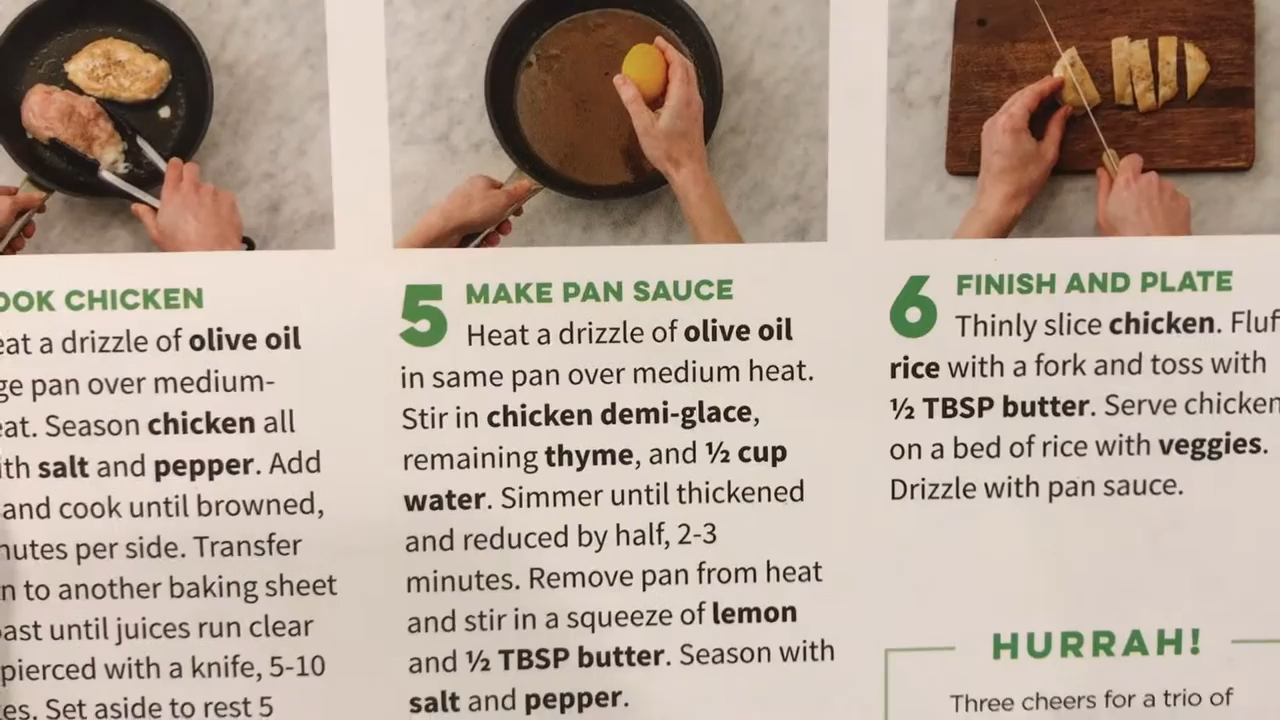 OOK CHICKEN
eat a drizzle of olive oil
ge pan over medium-
eat. Season chicken all
ith salt and pepper. Add
and cook until browned,
nutes per side. Transfer
n to another baking sheet
oast until juices run clear
pierced with a knife, 5-10
es. Set aside to rest 5
5 MAKE PAN SAUCE
Heat a drizzle of olive oil
in same pan over medium heat.
Stir in chicken demi-glace,
remaining thyme, and ½ cup
water. Simmer until thickened
and reduced by half, 2-3
minutes. Remove pan from heat
and stir in a squeeze of lemon
and ½ TBSP butter. Season with
salt and pepper.
6 FINISH AND PLATE
Thinly slice chicken. Fluf
rice with a fork and toss with
½ TBSP butter. Serve chicken
on a bed of rice with veggies.
Drizzle with pan sauce.
HURRAH!
Three cheers for a trio of